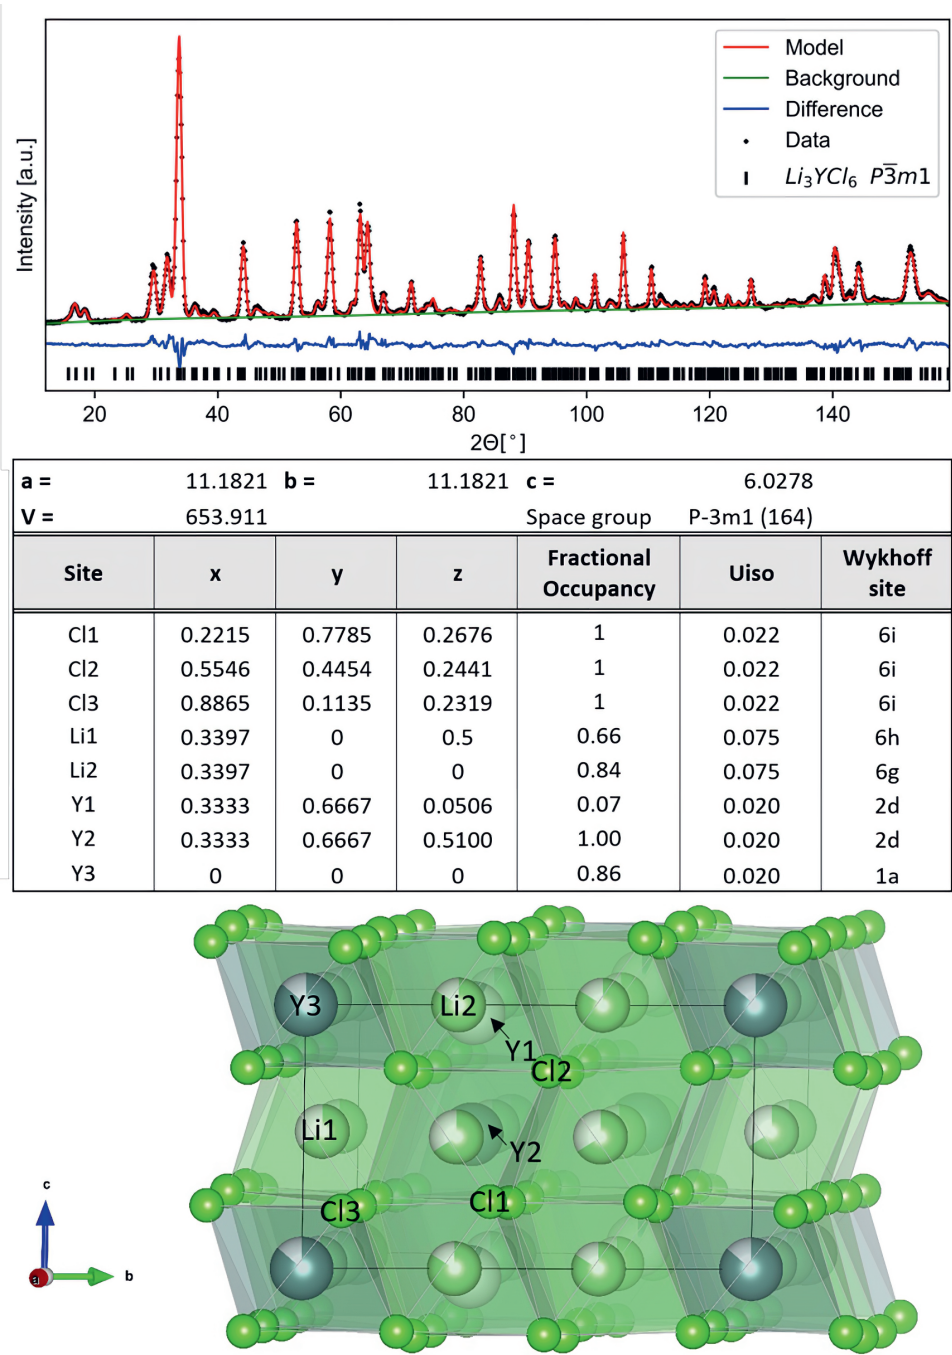 Model
Background
Difference
Data
Li3YCl6 P3̅m1
Intensity [a.u.]
20 40 60 80 100 120 140
2Θ[°]
a = 11.1821 b = 11.1821 c = 6.0278
V = 653.911 Space group P-3m1 (164)
Site x y z Fractional Occupancy Uiso Wykhoff site
Cl1 0.2215 0.7785 0.2676 1 0.022 6i
Cl2 0.5546 0.4454 0.2441 1 0.022 6i
Cl3 0.8865 0.1135 0.2319 1 0.022 6i
Li1 0.3397 0 0.5 0.66 0.075 6h
Li2 0.3397 0 0 0.84 0.075 6g
Y1 0.3333 0.6667 0.0506 0.07 0.020 2d
Y2 0.3333 0.6667 0.5100 1.00 0.020 2d
Y3 0 0 0 0.86 0.020 1a
Y3 Li2
Y1
Cl2
Li1
Y2
Cl3 Cl1
c
a b